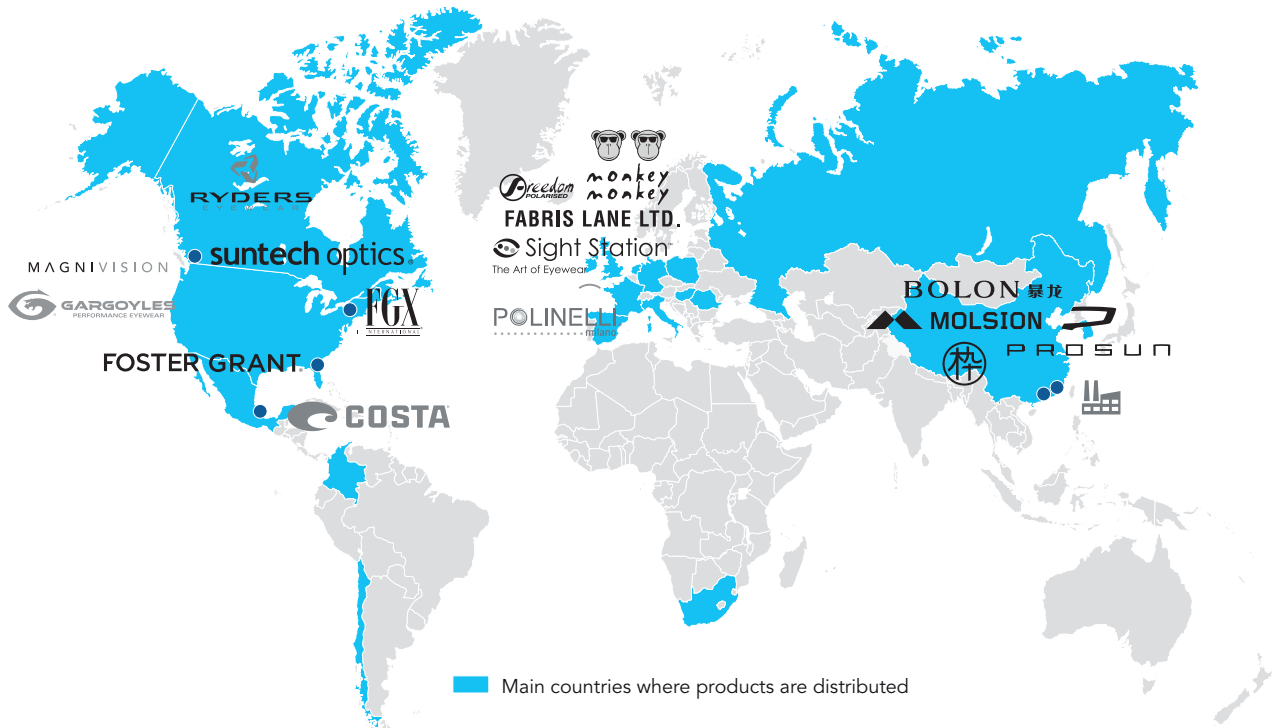 RYDERS
EYEWEAR
suntech optics
MAGNIVISION
GARGOYLES
PERFORMANCE EYEWEAR
FGX
INTERNATIONAL
FOSTER GRANT
COSTA
Freedom
POLARISED
monkey
monkey
FABRIS LANE LTD.
Sight Station
The Art of Eyewear
POLINELLI
milano
BOLON 暴龙
MOLSION
PROSUN
枠
Main countries where products are distributed